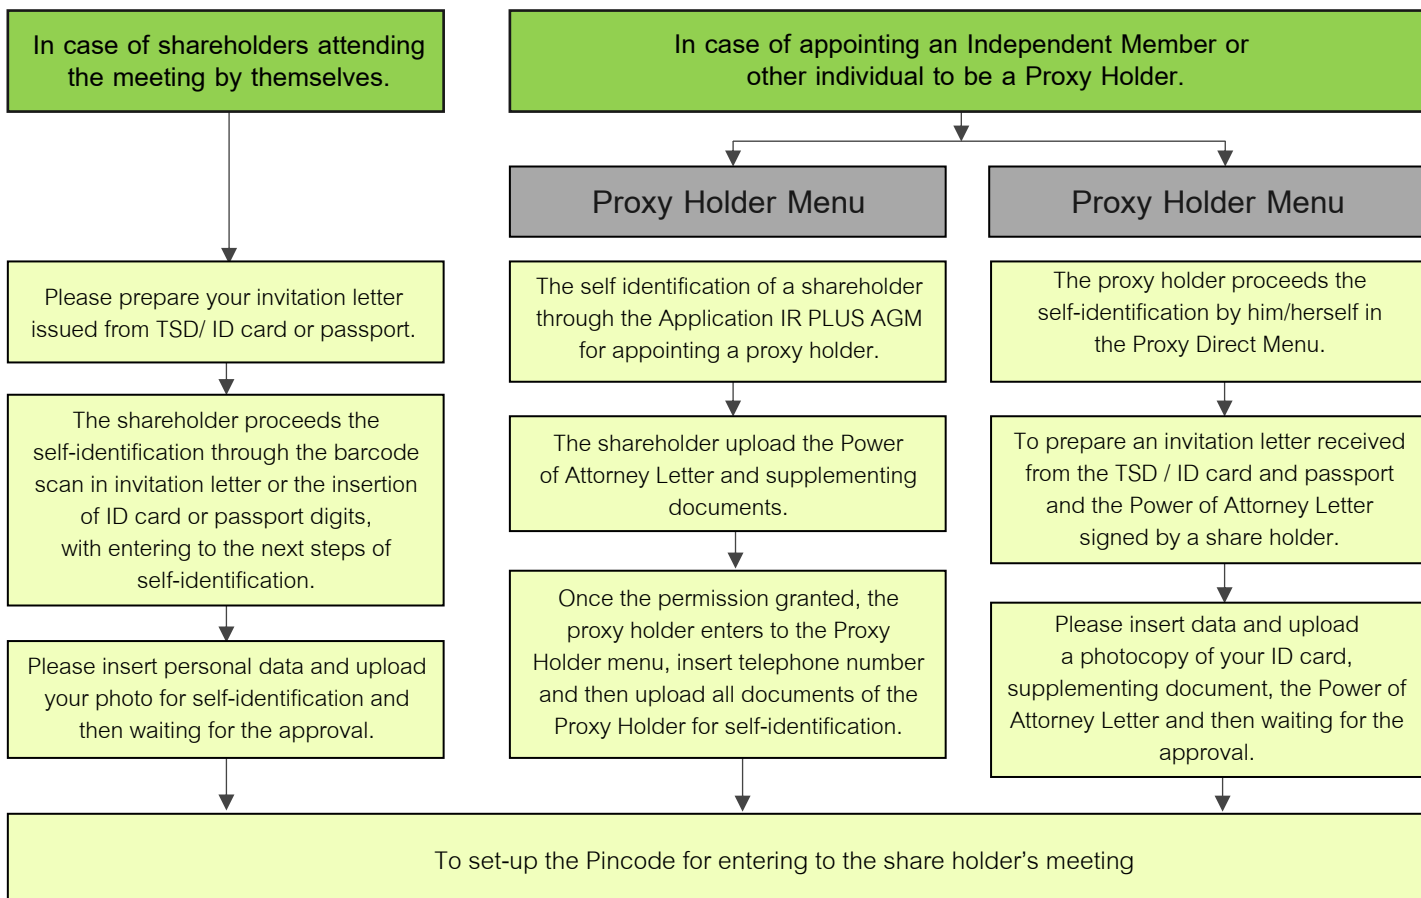 In case of shareholders attending
the meeting by themselves.
In case of appointing an Independent Member or
other individual to be a Proxy Holder.
Proxy Holder Menu
Proxy Holder Menu
Please prepare your invitation letter
issued from TSD/ ID card or passport.
The shareholder proceeds the
self-identification through the barcode
scan in invitation letter or the insertion
of ID card or passport digits,
with entering to the next steps of
self-identification.
Please insert personal data and upload
your photo for self-identification and
then waiting for the approval.
The self identification of a shareholder
through the Application IR PLUS AGM
for appointing a proxy holder.
The shareholder upload the Power
of Attorney Letter and supplementing
documents.
Once the permission granted, the
proxy holder enters to the Proxy
Holder menu, insert telephone number
and then upload all documents of the
Proxy Holder for self-identification.
The proxy holder proceeds the
self-identification by him/herself in
the Proxy Direct Menu.
To prepare an invitation letter received
from the TSD / ID card and passport
and the Power of Attorney Letter
signed by a share holder.
Please insert data and upload
a photocopy of your ID card,
supplementing document, the Power of
Attorney Letter and then waiting for the
approval.
To set-up the Pincode for entering to the share holder's meeting